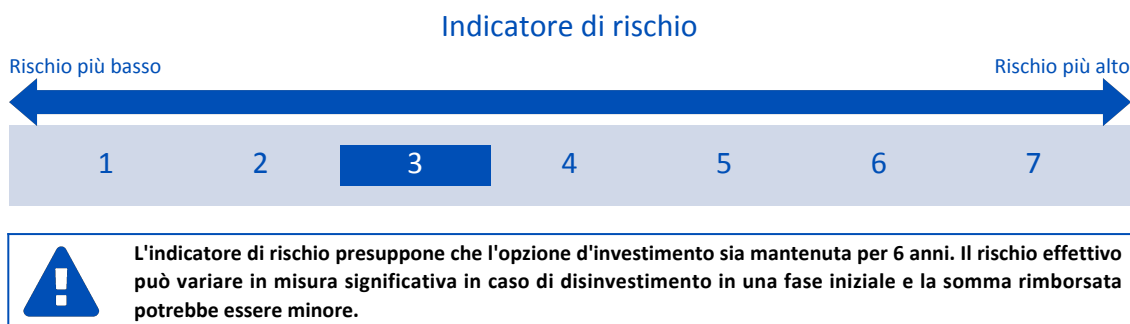 Indicatore di rischio
Rischio più basso Rischio più alto
1 2 3 4 5 6 7
L'indicatore di rischio presuppone che l'opzione d'investimento sia mantenuta per 6 anni. Il rischio effettivo
può variare in misura significativa in caso di disinvestimento in una fase iniziale e la somma rimborsata
potrebbe essere minore.